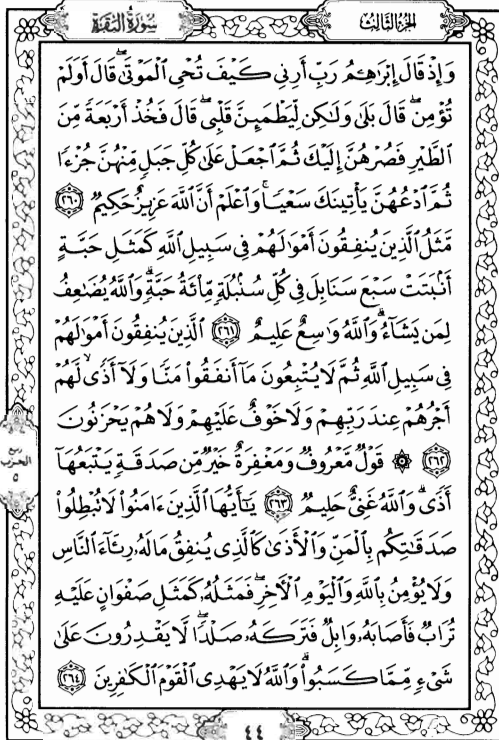 الجزء الثالث
سورة البقرة
وَإِذْ قَالَ إِبْرَٰهِـۧمُ رَبِّ أَرِنِى كَيْفَ تُحْىِ ٱلْمَوْتَىٰ ۖ قَالَ أَوَلَمْ
تُؤْمِن ۖ قَالَ بَلَىٰ وَلَٰكِن لِّيَطْمَئِنَّ قَلْبِى ۖ قَالَ فَخُذْ أَرْبَعَةً مِّنَ
ٱلطَّيْرِ فَصُرْهُنَّ إِلَيْكَ ثُمَّ ٱجْعَلْ عَلَىٰ كُلِّ جَبَلٍ مِّنْهُنَّ جُزْءًا
ثُمَّ ٱدْعُهُنَّ يَأْتِينَكَ سَعْيًا ۚ وَٱعْلَمْ أَنَّ ٱللَّهَ عَزِيزٌ حَكِيمٌ ٢٦٠
مَّثَلُ ٱلَّذِينَ يُنفِقُونَ أَمْوَٰلَهُمْ فِى سَبِيلِ ٱللَّهِ كَمَثَلِ حَبَّةٍ
أَنۢبَتَتْ سَبْعَ سَنَابِلَ فِى كُلِّ سُنۢبُلَةٍ مِّا۟ئَةُ حَبَّةٍ ۗ وَٱللَّهُ يُضَٰعِفُ
لِمَن يَشَآءُ ۗ وَٱللَّهُ وَٰسِعٌ عَلِيمٌ ٢٦١ ٱلَّذِينَ يُنفِقُونَ أَمْوَٰلَهُمْ
فِى سَبِيلِ ٱللَّهِ ثُمَّ لَا يُتْبِعُونَ مَآ أَنفَقُوا۟ مَنًّا وَلَآ أَذًى ۙ لَّهُمْ
أَجْرُهُمْ عِندَ رَبِّهِمْ وَلَا خَوْفٌ عَلَيْهِمْ وَلَا هُمْ يَحْزَنُونَ
٢٦٢ ۞ قَوْلٌ مَّعْرُوفٌ وَمَغْفِرَةٌ خَيْرٌ مِّن صَدَقَةٍ يَتْبَعُهَآ
أَذًى ۗ وَٱللَّهُ غَنِىٌّ حَلِيمٌ ٢٦٣ يَٰٓأَيُّهَا ٱلَّذِينَ ءَامَنُوا۟ لَا تُبْطِلُوا۟
صَدَقَٰتِكُم بِٱلْمَنِّ وَٱلْأَذَىٰ كَٱلَّذِى يُنفِقُ مَالَهُۥ رِئَآءَ ٱلنَّاسِ
وَلَا يُؤْمِنُ بِٱللَّهِ وَٱلْيَوْمِ ٱلْءَاخِرِ ۖ فَمَثَلُهُۥ كَمَثَلِ صَفْوَانٍ عَلَيْهِ
تُرَابٌ فَأَصَابَهُۥ وَابِلٌ فَتَرَكَهُۥ صَلْدًا ۖ لَّا يَقْدِرُونَ عَلَىٰ
شَىْءٍ مِّمَّا كَسَبُوا۟ ۗ وَٱللَّهُ لَا يَهْدِى ٱلْقَوْمَ ٱلْكَٰفِرِينَ ٢٦٤
ربع
الحزب
٥
٤٤